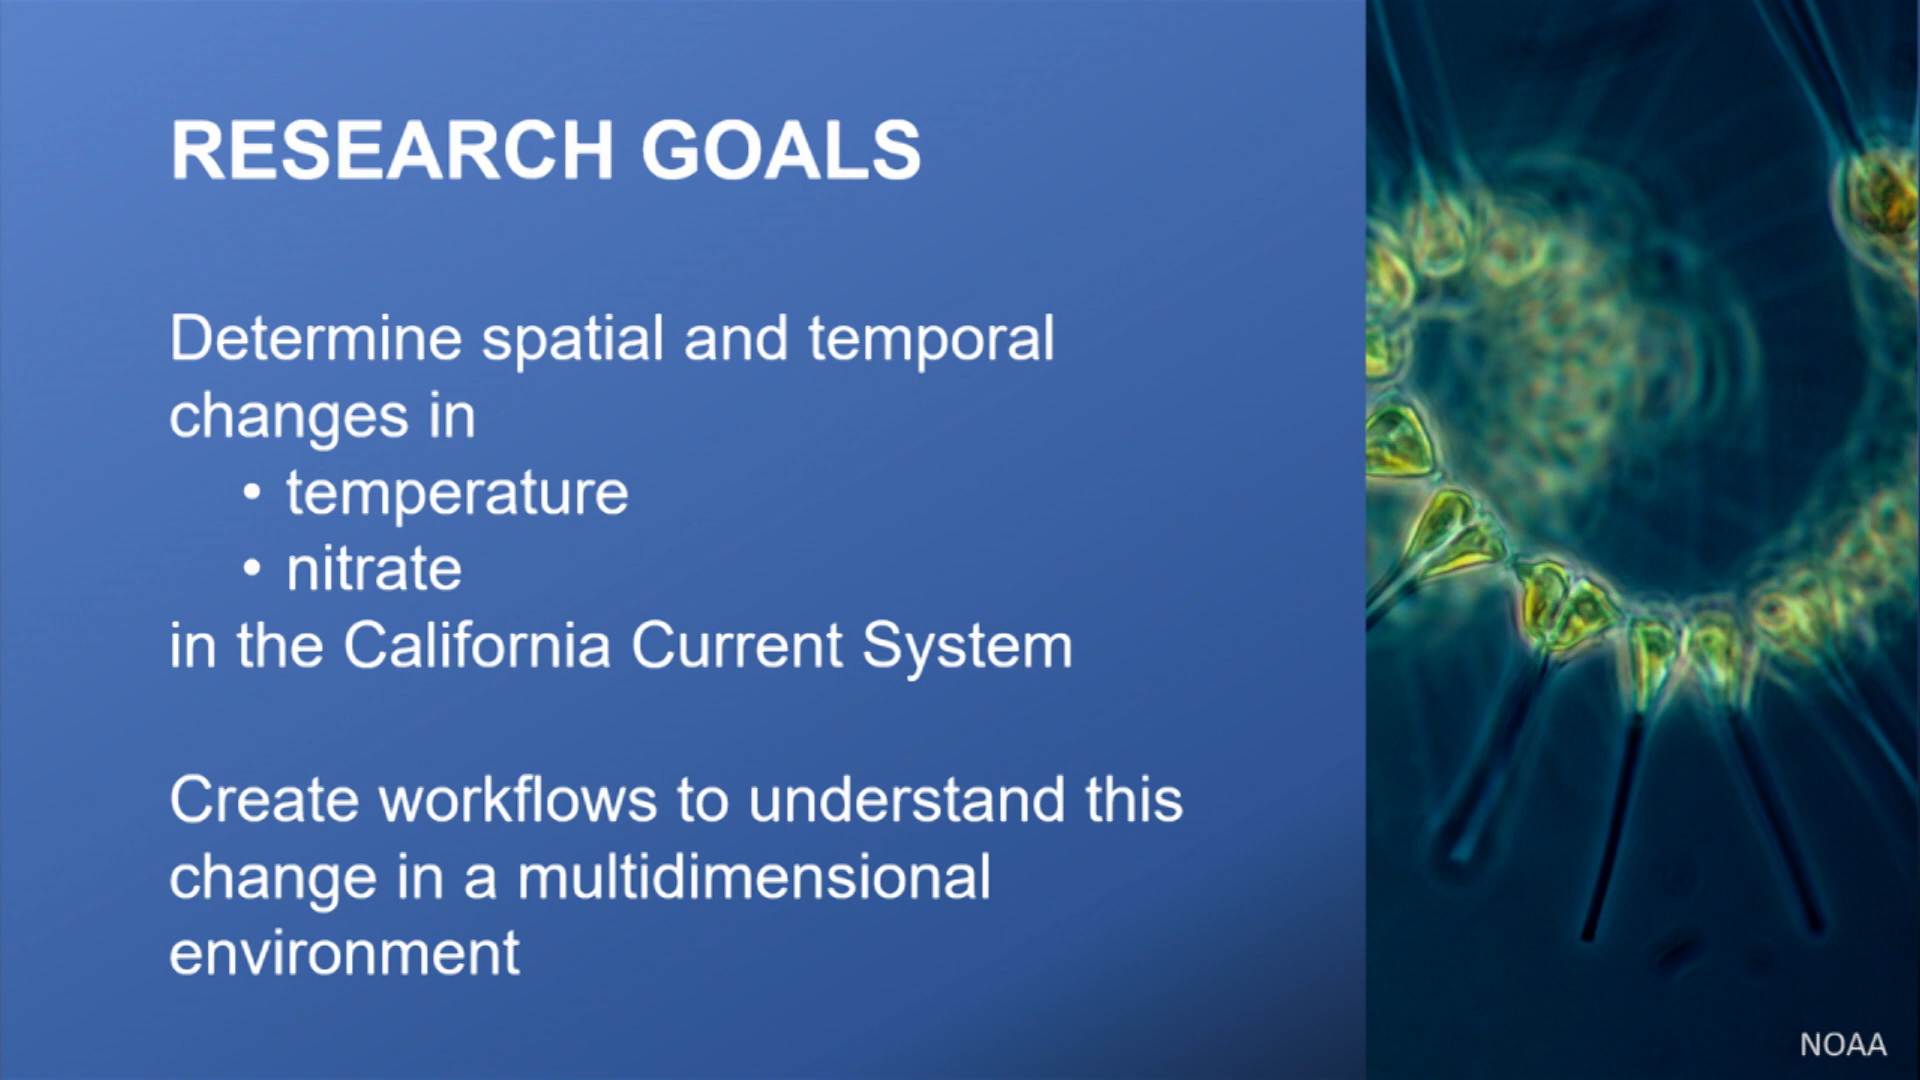 RESEARCH GOALS
Determine spatial and temporal
changes in
• temperature
• nitrate
in the California Current System
Create workflows to understand this
change in a multidimensional
environment
NOAA